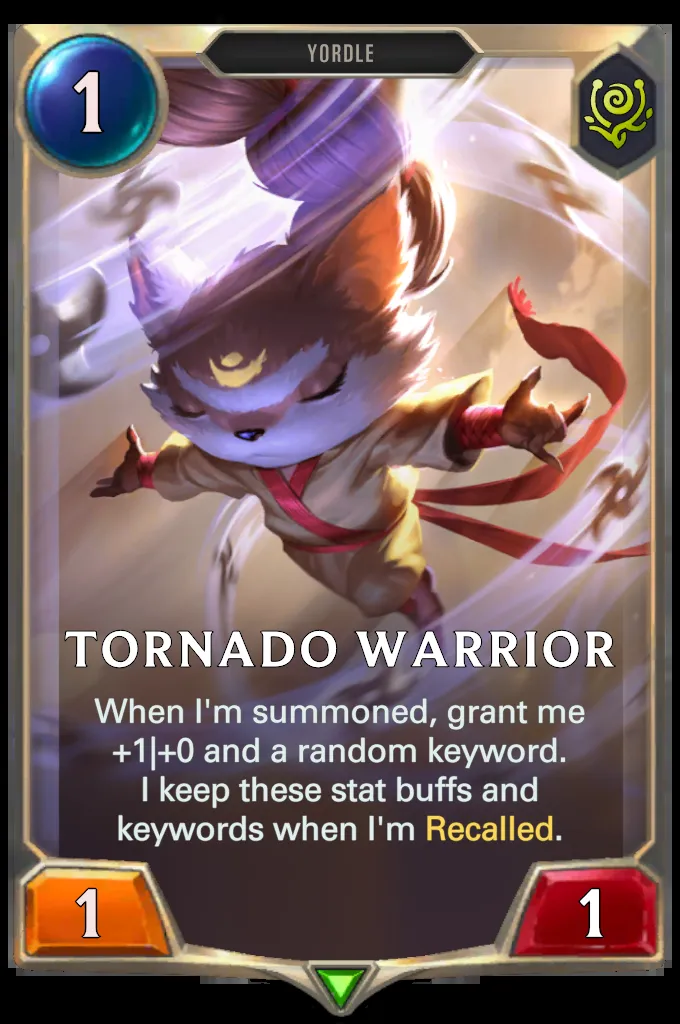 YORDLE
1
TORNADO WARRIOR
When I'm summoned, grant me
+1|+0 and a random keyword.
I keep these stat buffs and
keywords when I'm Recalled.
1
1